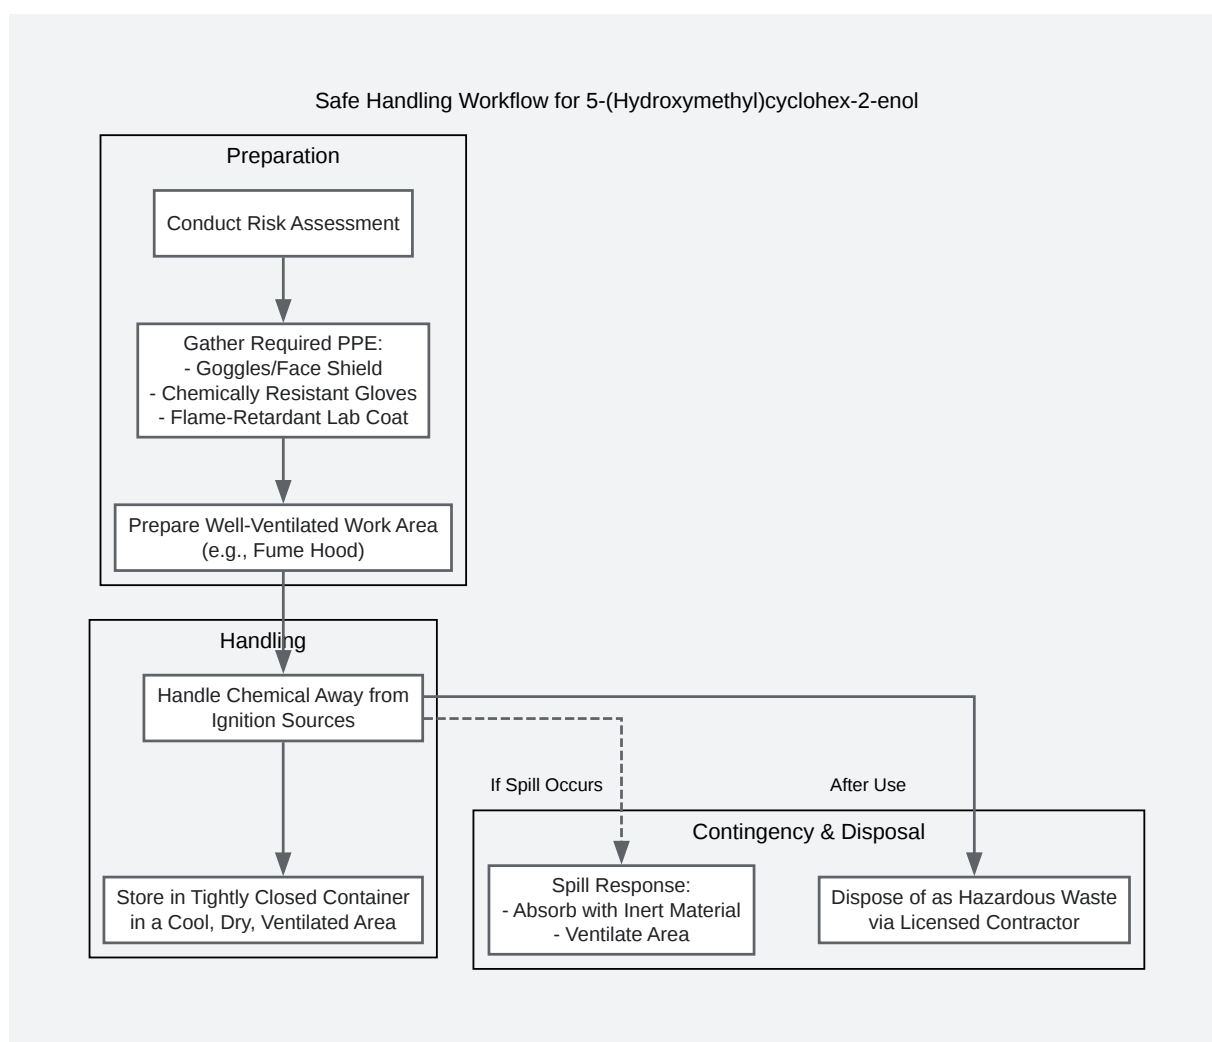 Safe Handling Workflow for 5-(Hydroxymethyl)cyclohex-2-enol
Preparation
Conduct Risk Assessment
Gather Required PPE:
- Goggles/Face Shield
- Chemically Resistant Gloves
- Flame-Retardant Lab Coat
Prepare Well-Ventilated Work Area
(e.g., Fume Hood)
Handling
Handle Chemical Away from
Ignition Sources
If Spill Occurs
After Use
Contingency & Disposal
Store in Tightly Closed Container
in a Cool, Dry, Ventilated Area
Spill Response:
- Absorb with Inert Material
- Ventilate Area
Dispose of as Hazardous Waste
via Licensed Contractor